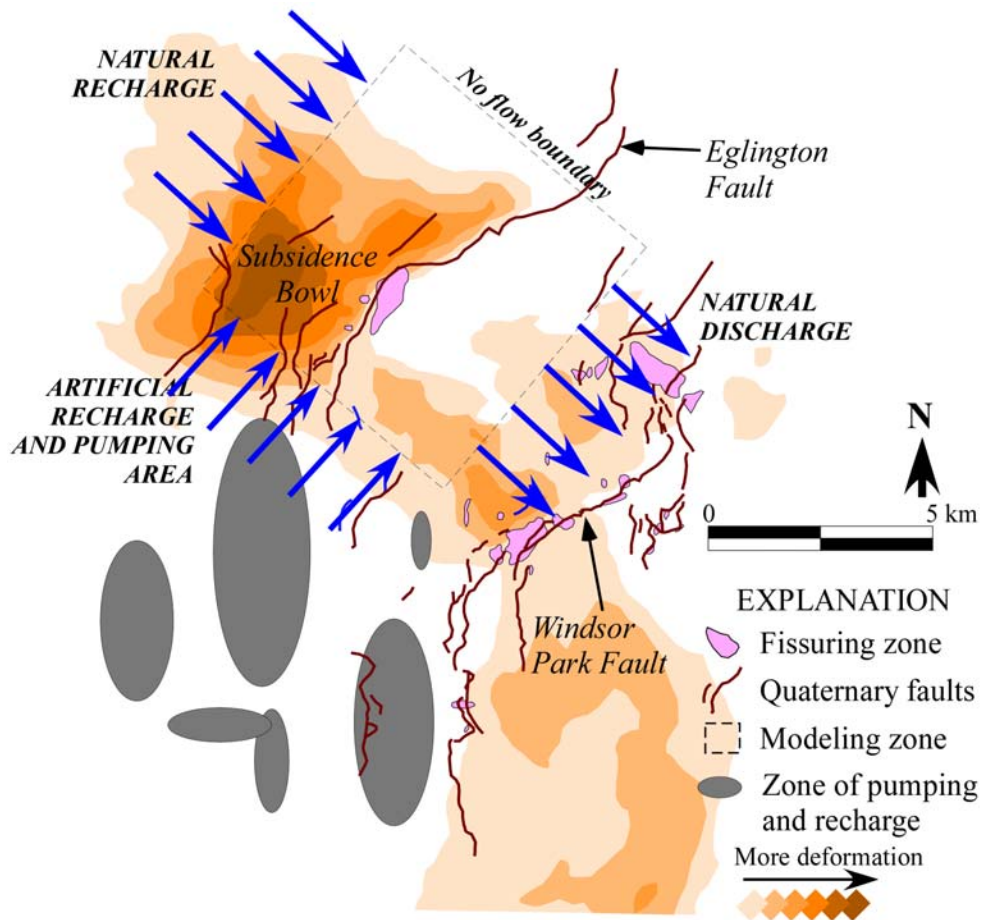 NATURAL
RECHARGE
No flow boundary
Eglington
Fault
Subsidence
Bowl
NATURAL
DISCHARGE
ARTIFICIAL
RECHARGE
AND PUMPING
AREA
N
0 5 km
Windsor
Park Fault
EXPLANATION
Fissuring zone
Quaternary faults
Modeling zone
Zone of pumping
and recharge
More deformation